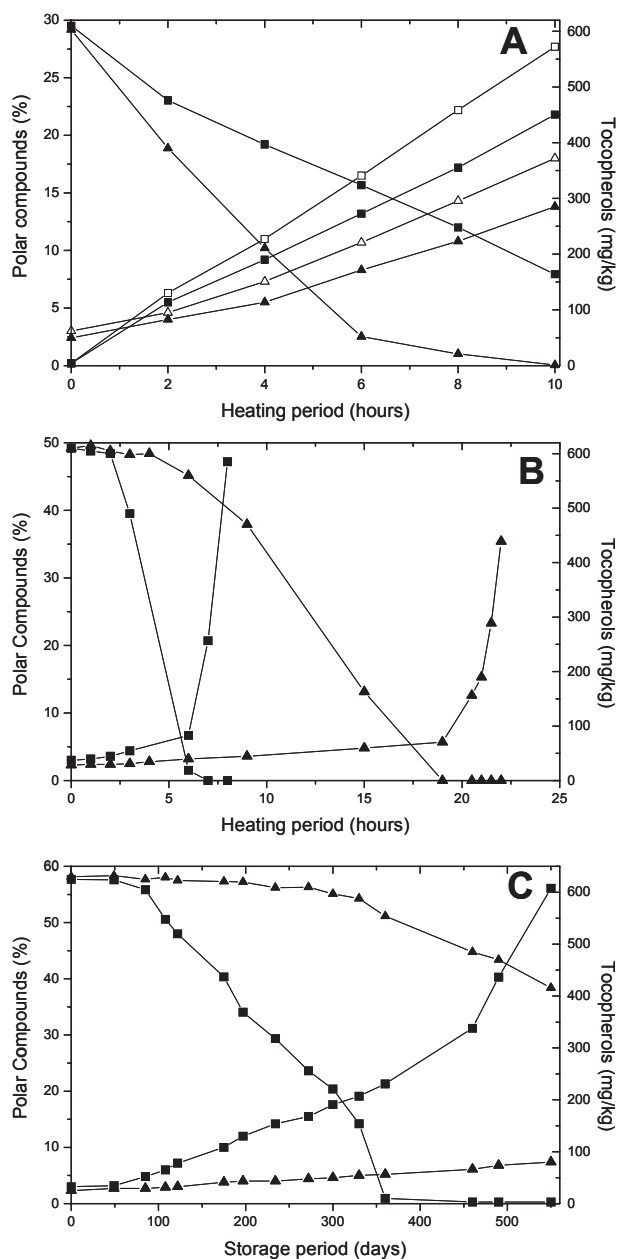 A
Polar compounds (%)
30
25
20
15
10
5
0
600
500
400
300
200
100
0
Tocopherols (mg/kg)
0 2 4 6 8 10
Heating period (hours)
B
Polar Compounds (%)
50
40
30
20
10
0
600
500
400
300
200
100
0
Tocopherols (mg/kg)
0 5 10 15 20 25
Heating period (hours)
C
Polar Compounds (%)
60
50
40
30
20
10
0
600
500
400
300
200
100
0
Tocopherols (mg/kg)
0 100 200 300 400 500
Storage period (days)